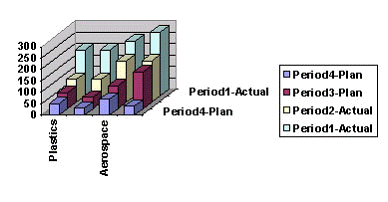 300
250
200
150
100
50
0
Plastics
Aerospace
Period1-Actual
Period4-Plan
Period4-Plan
Period3-Plan
Period2-Actual
Period1-Actual